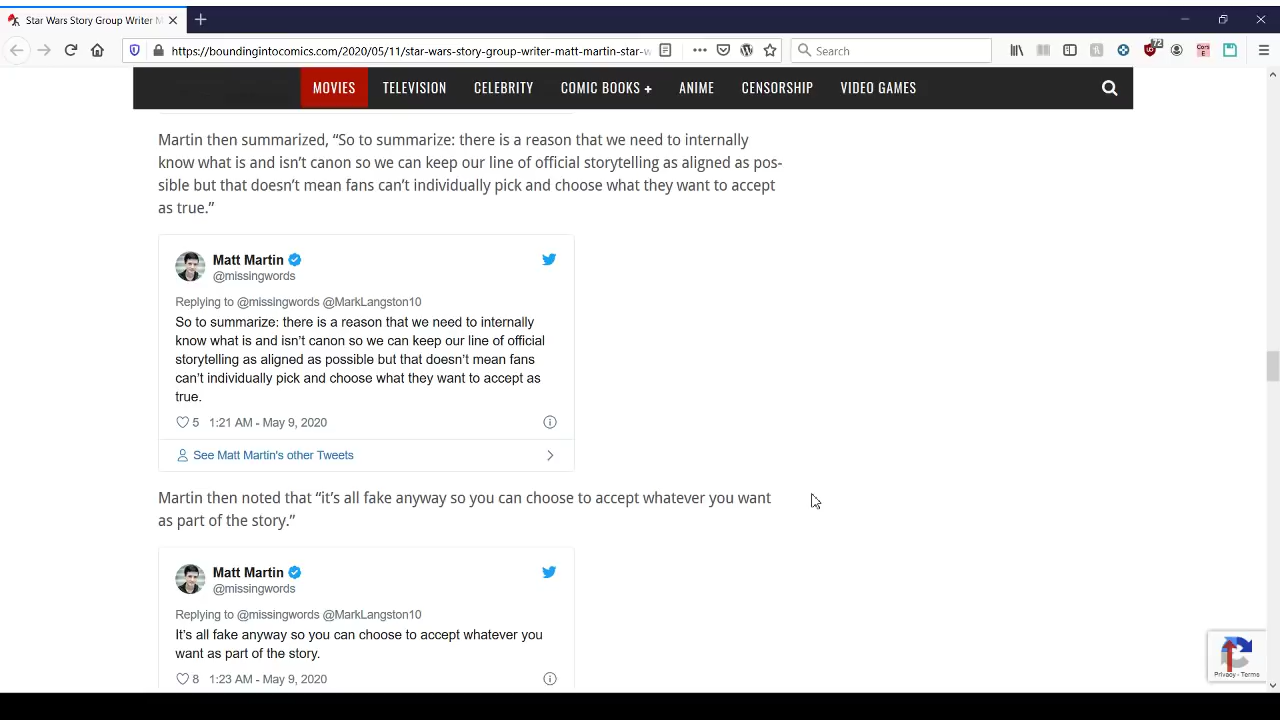 Star Wars Story Group Writer M
https://boundingintocomics.com/2020/05/11/star-wars-story-group-writer-matt-martin-star-w
Search
72
MOVIES TELEVISION CELEBRITY COMIC BOOKS + ANIME CENSORSHIP VIDEO GAMES
Martin then summarized, “So to summarize: there is a reason that we need to internally
know what is and isn’t canon so we can keep our line of official storytelling as aligned as pos-
sible but that doesn’t mean fans can’t individually pick and choose what they want to accept
as true.”
Matt Martin
@missingwords
Replying to @missingwords @MarkLangston10
So to summarize: there is a reason that we need to internally
know what is and isn’t canon so we can keep our line of official
storytelling as aligned as possible but that doesn’t mean fans
can’t individually pick and choose what they want to accept as
true.
5 1:21 AM - May 9, 2020
See Matt Martin's other Tweets
Martin then noted that “it’s all fake anyway so you can choose to accept whatever you want
as part of the story.”
Matt Martin
@missingwords
Replying to @missingwords @MarkLangston10
It’s all fake anyway so you can choose to accept whatever you
want as part of the story.
8 1:23 AM - May 9, 2020
Privacy - Terms